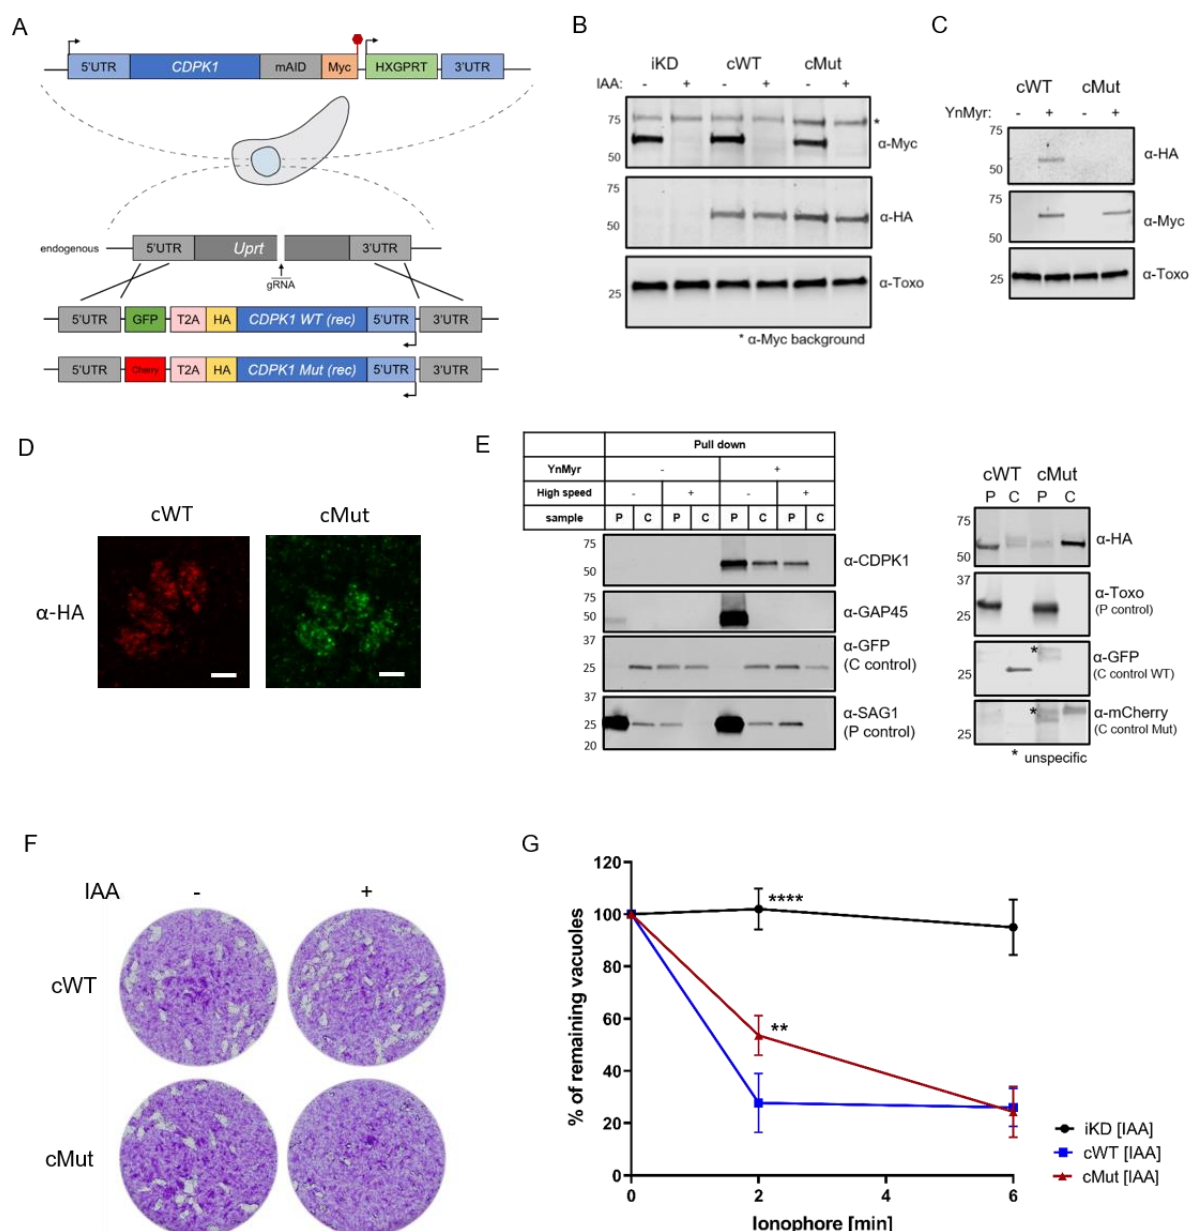 A
5'UTR CDPK1 mAID Myc HXGPRT 3'UTR
endogenous 5'UTR Uprt 3'UTR
gRNA
5'UTR GFP T2A HA CDPK1 WT (rec) 5'UTR 3'UTR
5'UTR Cherry T2A HA CDPK1 Mut (rec) 5'UTR 3'UTR
B
iKD cWT cMut
IAA: - + - + - +
75 *
α-Myc
50
75
α-HA
50
α-Toxo
25
* α-Myc background
C
cWT cMut
YnMyr: - + - +
75
α-HA
50
75
α-Myc
50
α-Toxo
25
D
cWT cMut
α-HA
E
Pull down
YnMyr - +
High speed - + - +
sample P C P C P C P C
75
α-CDPK1
50
75
α-GAP45
50
37
α-GFP
25 (C control)
37
α-SAG1
25 (P control)
20
cWT cMut
P C P C
75
α-HA
50
37
α-Toxo
25 (P control)
* α-GFP
25 (C control WT)
* α-mCherry
(C control Mut)
25
* unspecific
F
IAA - +
cWT
cMut
G
% of remaining vacuoles
120
100
80
60
40
20
0
****
**
0 2 4 6
Ionophore [min]
iKD [IAA]
cWT [IAA]
cMut [IAA]